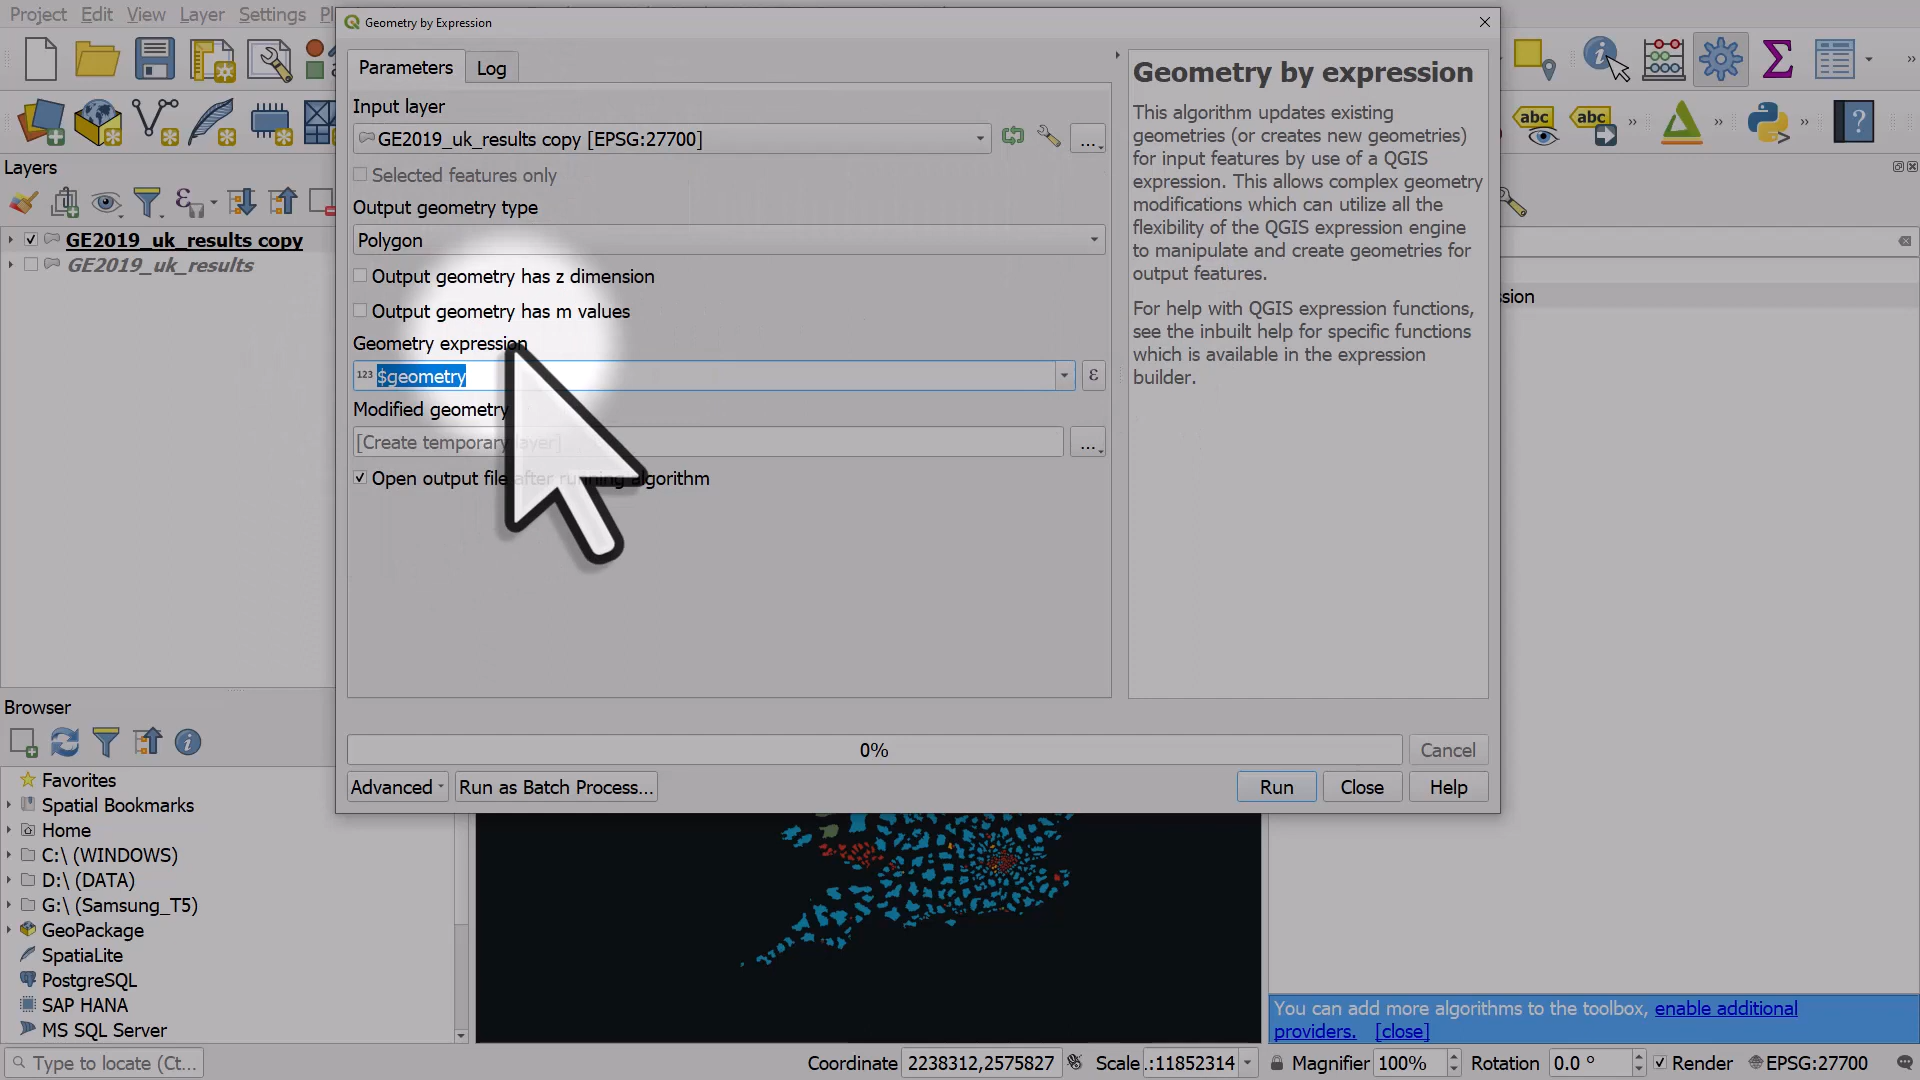 Project Edit View Layer Settings
Geometry by Expression
Parameters Log
Input layer
GE2019_uk_results copy [EPSG:27700]
...
Selected features only
Output geometry type
Polygon
Output geometry has z dimension
Output geometry has m values
Geometry expression
123 $geometry
ε
Modified geometry
[Create temporary layer]
...
Open output file after running algorithm
0%
Cancel
Advanced
Run as Batch Process...
Run
Close
Help
Geometry by expression
This algorithm updates existing
geometries (or creates new geometries)
for input features by use of a QGIS
expression. This allows complex geometry
modifications which can utilize all the
flexibility of the QGIS expression engine
to manipulate and create geometries for
output features.
For help with QGIS expression functions,
see the inbuilt help for specific functions
which is available in the expression
builder.
abc abc
Layers
GE2019_uk_results copy
GE2019_uk_results
Browser
Favorites
Spatial Bookmarks
Home
C:\ (WINDOWS)
D:\ (DATA)
G:\ (Samsung_T5)
GeoPackage
SpatiaLite
PostgreSQL
SAP HANA
MS SQL Server
You can add more algorithms to the toolbox, enable additional
providers. [close]
Type to locate (Ct...
Coordinate 2238312,2575827 Scale .:11852314 Magnifier 100% Rotation 0.0 ° Render EPSG:27700